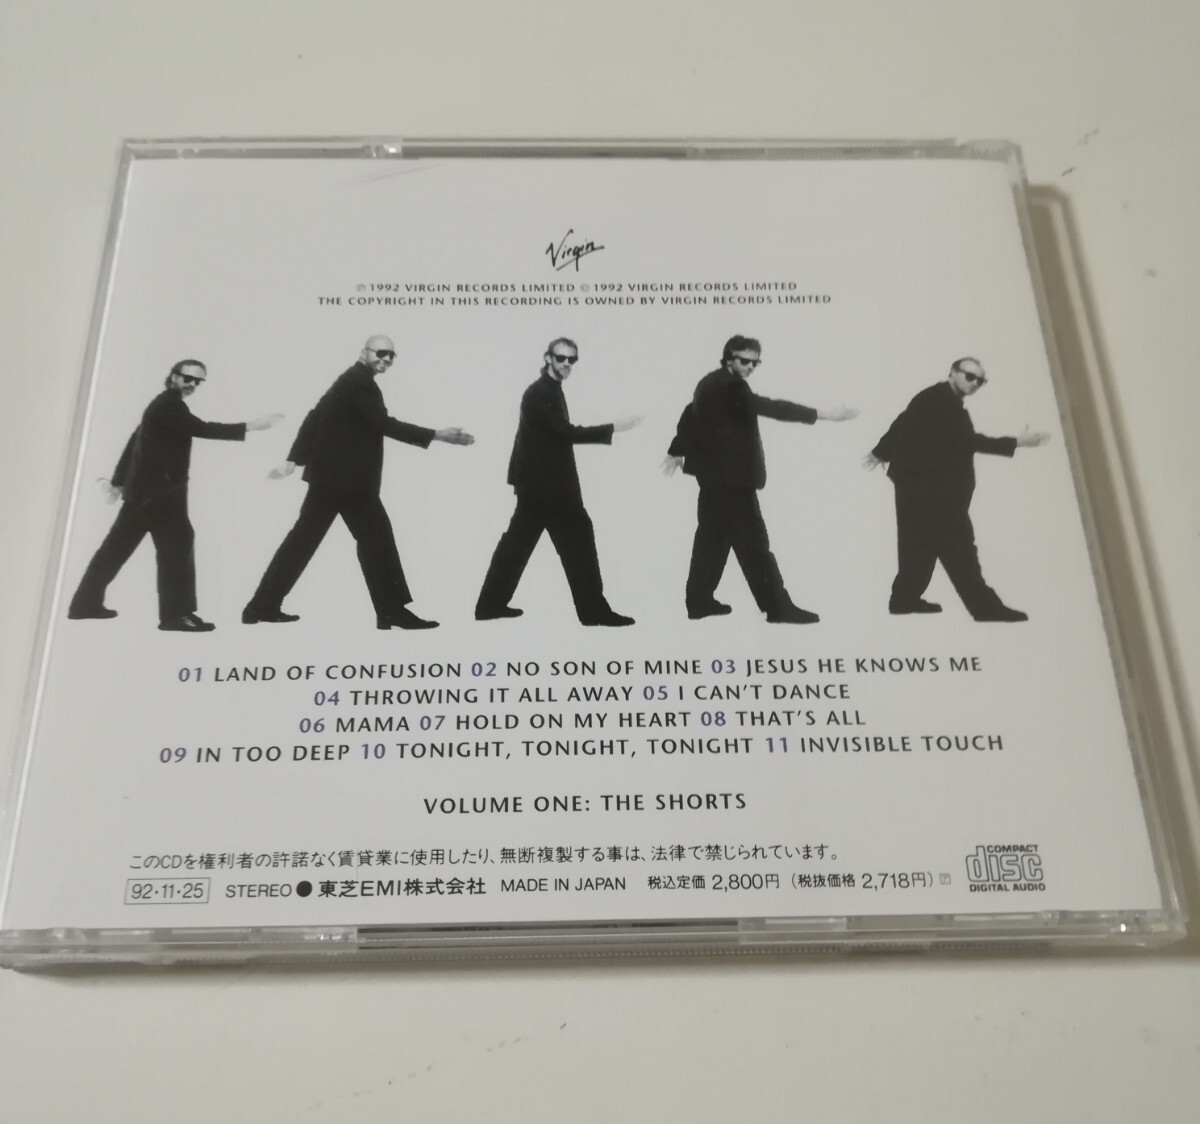 Virgin
℗1992 VIRGIN RECORDS LIMITED ©1992 VIRGIN RECORDS LIMITED
THE COPYRIGHT IN THIS RECORDING IS OWNED BY VIRGIN RECORDS LIMITED
01 LAND OF CONFUSION 02 NO SON OF MINE 03 JESUS HE KNOWS ME
04 THROWING IT ALL AWAY 05 I CAN'T DANCE
06 MAMA 07 HOLD ON MY HEART 08 THAT'S ALL
09 IN TOO DEEP 10 TONIGHT, TONIGHT, TONIGHT 11 INVISIBLE TOUCH
VOLUME ONE: THE SHORTS
このCDを権利者の許諾なく賃貸業に使用したり、無断複製する事は、法律で禁じられています。
92・11・25 STEREO ● 東芝EMI株式会社 MADE IN JAPAN 税込定価 2,800円 (税抜価格 2,718円)
COMPACT
disc
DIGITAL AUDIO